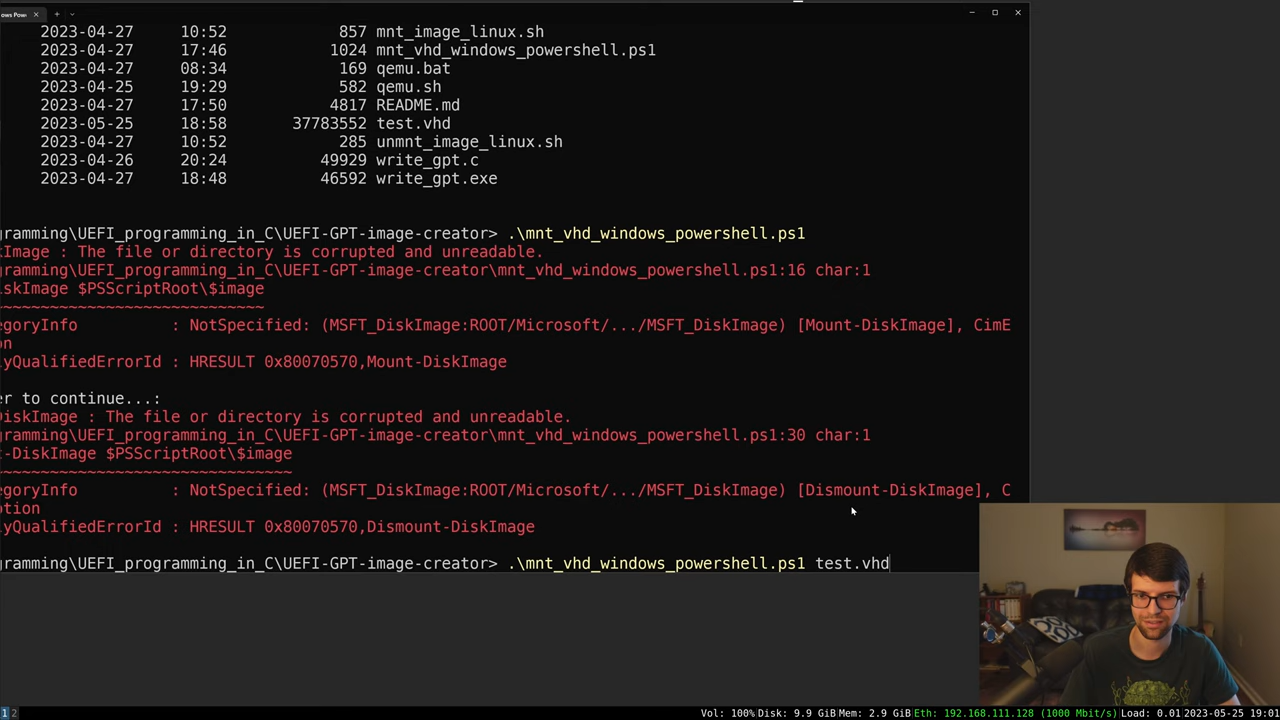 ows Pow
2023-04-27 10:52 857 mnt_image_linux.sh
2023-04-27 17:46 1024 mnt_vhd_windows_powershell.ps1
2023-04-27 08:34 169 qemu.bat
2023-04-25 19:29 582 qemu.sh
2023-04-27 17:50 4817 README.md
2023-05-25 18:58 37783552 test.vhd
2023-04-27 10:52 285 unmnt_image_linux.sh
2023-04-26 20:24 49929 write_gpt.c
2023-04-27 18:48 46592 write_gpt.exe
gramming\UEFI_programming_in_C\UEFI-GPT-image-creator> .\mnt_vhd_windows_powershell.ps1
kImage : The file or directory is corrupted and unreadable.
gramming\UEFI_programming_in_C\UEFI-GPT-image-creator\mnt_vhd_windows_powershell.ps1:16 char:1
iskImage $PSScriptRoot\$image
~~~~~~~~~~~~~~~~~~~~~~~~~~~~~
egoryInfo : NotSpecified: (MSFT_DiskImage:ROOT/Microsoft/.../MSFT_DiskImage) [Mount-DiskImage], CimE
n
lyQualifiedErrorId : HRESULT 0x80070570,Mount-DiskImage
er to continue...:
DiskImage : The file or directory is corrupted and unreadable.
gramming\UEFI_programming_in_C\UEFI-GPT-image-creator\mnt_vhd_windows_powershell.ps1:30 char:1
t-DiskImage $PSScriptRoot\$image
~~~~~~~~~~~~~~~~~~~~~~~~~~~~~~~~
egoryInfo : NotSpecified: (MSFT_DiskImage:ROOT/Microsoft/.../MSFT_DiskImage) [Dismount-DiskImage], C
ption
lyQualifiedErrorId : HRESULT 0x80070570,Dismount-DiskImage
gramming\UEFI_programming_in_C\UEFI-GPT-image-creator> .\mnt_vhd_windows_powershell.ps1 test.vhd
1 2 Vol: 100% Disk: 9.9 GiB Mem: 2.9 GiB Eth: 192.168.111.128 (1000 Mbit/s) Load: 0.01 2023-05-25 19:01